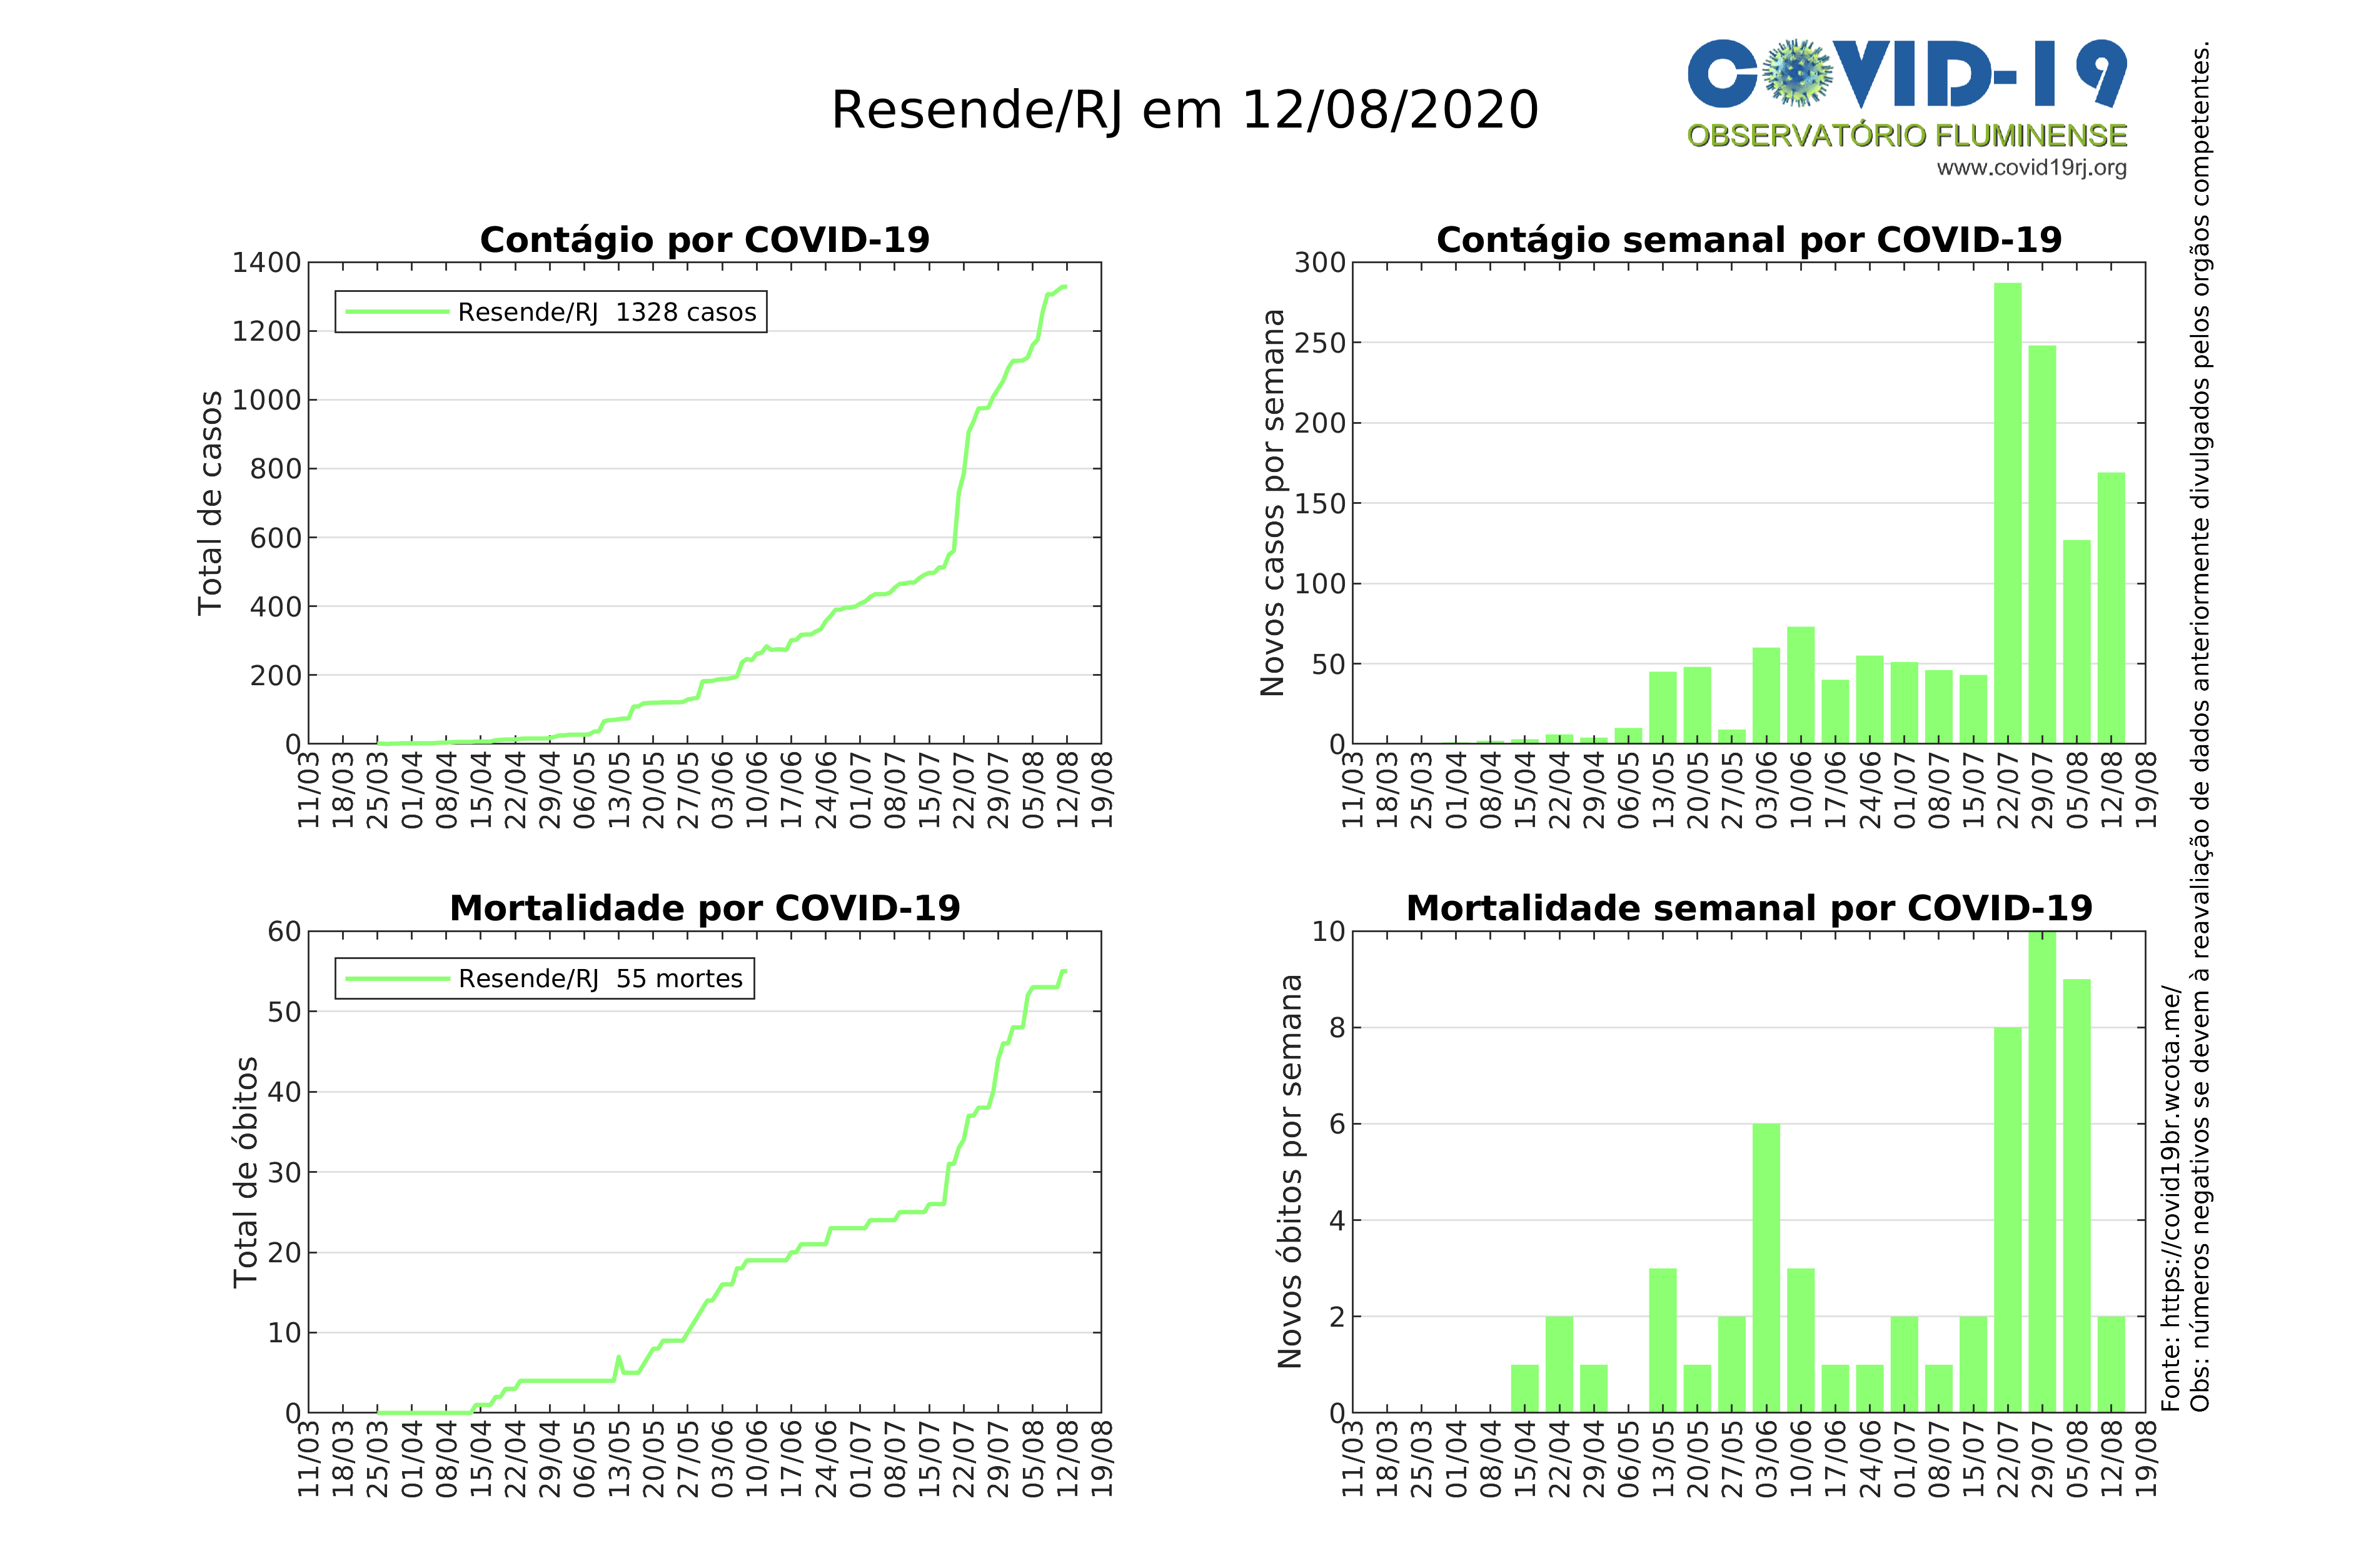 Resende/RJ em 12/08/2020
COVID-19
OBSERVATÓRIO FLUMINENSE
www.covid19rj.org
Contágio por COVID-19
Total de casos
1400
1200
1000
800
600
400
200
0
Resende/RJ 1328 casos
11/03 18/03 25/03 01/04 08/04 15/04 22/04 29/04 06/05 13/05 20/05 27/05 03/06 10/06 17/06 24/06 01/07 08/07 15/07 22/07 29/07 05/08 12/08 19/08
Contágio semanal por COVID-19
Novos casos por semana
300
250
200
150
100
50
0
11/03 18/03 25/03 01/04 08/04 15/04 22/04 29/04 06/05 13/05 20/05 27/05 03/06 10/06 17/06 24/06 01/07 08/07 15/07 22/07 29/07 05/08 12/08 19/08
Mortalidade por COVID-19
Total de óbitos
60
50
40
30
20
10
0
Resende/RJ 55 mortes
11/03 18/03 25/03 01/04 08/04 15/04 22/04 29/04 06/05 13/05 20/05 27/05 03/06 10/06 17/06 24/06 01/07 08/07 15/07 22/07 29/07 05/08 12/08 19/08
Mortalidade semanal por COVID-19
Novos óbitos por semana
10
8
6
4
2
0
11/03 18/03 25/03 01/04 08/04 15/04 22/04 29/04 06/05 13/05 20/05 27/05 03/06 10/06 17/06 24/06 01/07 08/07 15/07 22/07 29/07 05/08 12/08 19/08
Fonte: https://covid19br.wcota.me/
Obs: números negativos se devem à reavaliação de dados anteriormente divulgados pelos orgãos competentes.